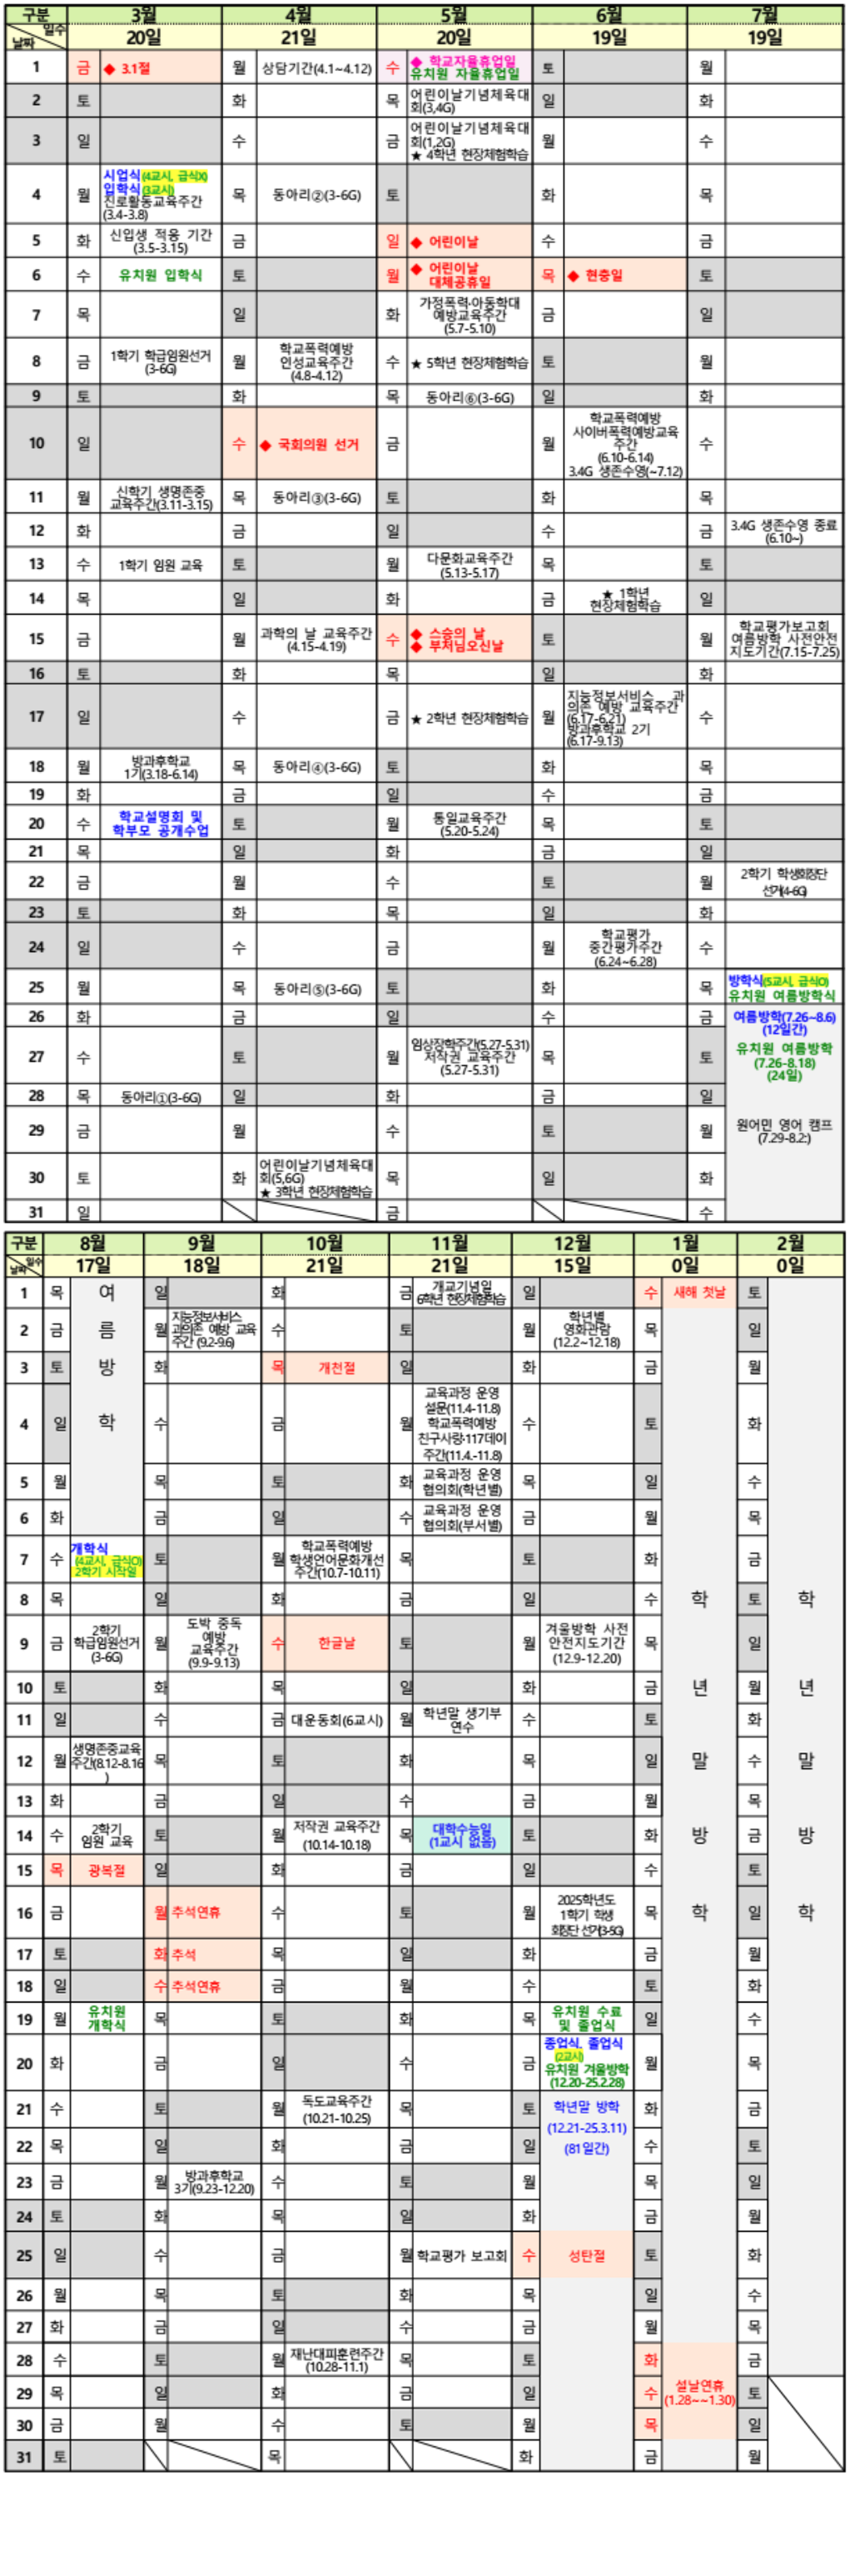 구분 3월 4월 5월 6월 7월
일수
날짜 20일 21일 20일 19일 19일
1 금 ◆ 3.1절 월 상담기간(4.1~4.12) 수 ◆ 학교자율휴업일 토 월
유치원 자율휴업일
2 토 화 목 어린이날기념체육대 일 화
회(3,4G)
3 일 수 금 어린이날기념체육대 월 수
회(1,2G)
★ 4학년 현장체험학습
4 월 시업식(4교시, 급식X) 목 동아리②(3-6G) 토 화 목
입학식(3교시)
진로활동교육주간
(3.4-3.8)
5 화 신입생 적응 기간 금 일 ◆ 어린이날 수 금
(3.5-3.15)
6 수 유치원 입학식 토 월 ◆ 어린이날 목 ◆ 현충일 토
대체공휴일
7 목 일 화 가정폭력·아동학대 금 일
예방교육주간
(5.7-5.10)
8 금 1학기 학급임원선거 월 학교폭력예방 수 ★ 5학년 현장체험학습 토 월
(3-6G) 인성교육주간
(4.8-4.12)
9 토 화 목 동아리⑥(3-6G) 일 화
10 일 수 ◆ 국회의원 선거 금 월 학교폭력예방 수
사이버폭력예방교육
주간
(6.10-6.14)
3.4G 생존수영(~7.12)
11 월 신학기 생명존중 목 동아리③(3-6G) 토 화 목
교육주간(3.11-3.15)
12 화 금 일 수 금 3.4G 생존수영 종료
(6.10~)
13 수 1학기 임원 교육 토 월 다문화교육주간 목 토
(5.13-5.17)
14 목 일 화 금 ★ 1학년 일
현장체험학습
15 금 월 과학의 날 교육주간 수 ◆ 스승의 날 토 월 학교평가보고회
(4.15-4.19) ◆ 부처님오신날 여름방학 사전안전
지도기간(7.15-7.25)
16 토 화 목 일 화
17 일 수 금 ★ 2학년 현장체험학습 월 지능정보서비스 과 수
의존 예방 교육주간
(6.17-6.21)
방과후학교 2기
(6.17-9.13)
18 월 방과후학교 목 동아리④(3-6G) 토 화 목
1기(3.18-6.14)
19 화 금 일 수 금
20 수 학교설명회 및 토 월 통일교육주간 목 토
학부모 공개수업 (5.20-5.24)
21 목 일 화 금 일
22 금 월 수 토 월 2학기 학생회장단
선거(4-6G)
23 토 화 목 일 화
24 일 수 금 월 학교평가 수
중간평가주간
(6.24~6.28)
25 월 목 동아리⑤(3-6G) 토 화 목 방학식(5교시, 급식O)
유치원 여름방학식
26 화 금 일 수 금 여름방학(7.26~8.6)
(12일간)
27 수 토 월 임상장학주간(5.27-5.31) 목 토 유치원 여름방학
저작권 교육주간 (7.26-8.18)
(5.27-5.31) (24일)
28 목 동아리①(3-6G) 일 화 금 일
29 금 월 수 토 월 원어민 영어 캠프
(7.29-8.2:)
30 토 화 어린이날기념체육대 목 일 화
회(5,6G)
★ 3학년 현장체험학습
31 일 금 수
구분 8월 9월 10월 11월 12월 1월 2월
일수
날짜 17일 18일 21일 21일 15일 0일 0일
1 목 여 일 화 금 개교기념일 일 수 새해 첫날 토
6학년 현장체험학습
2 금 름 월 지능정보서비스 수 토 월 학년별 목 일
과의존 예방 교육 영화관람
주간 (9.2-9.6) (12.2~12.18)
3 토 방 화 목 개천절 일 화 금 월
4 일 학 수 금 월 교육과정 운영 수 토 화
설문(11.4-11.8)
학교폭력예방
친구사랑·117데이
주간(11.4.-11.8)
5 월 목 토 화 교육과정 운영 목 일 수
협의회(학년별)
6 화 금 일 수 교육과정 운영 금 월 목
협의회(부서별)
7 수 개학식 토 월 학교폭력예방 목 토 화 금
(4교시, 급식O) 학생언어문화개선
2학기 시작일 주간(10.7-10.11)
8 목 일 화 금 일 수 학 토 학
9 금 2학기 월 도박 중독 수 한글날 토 월 겨울방학 사전 목 일
학급임원선거 예방 안전지도기간
(3-6G) 교육주간 (12.9-12.20)
(9.9-9.13)
10 토 화 목 일 화 금 년 월 년
11 일 수 금 대운동회(6교시) 월 학년말 생기부 수 토 화
연수
12 월 생명존중교육 목 토 화 목 일 말 수 말
주간(8.12-8.16
)
13 화 금 일 수 금 월 목
14 수 2학기 토 월 저작권 교육주간 목 대학수능일 토 화 방 금 방
임원 교육 (10.14-10.18) (1교시 없음)
15 목 광복절 일 화 금 일 수 토
16 금 월 추석연휴 수 토 월 2025학년도 목 학 일 학
1학기 학생
회장단 선거(3-5G)
17 토 화 추석 목 일 화 금 월
18 일 수 추석연휴 금 월 수 토 화
19 월 유치원 목 토 화 목 유치원 수료 일 수
개학식 및 졸업식
20 화 금 일 수 금 종업식, 졸업식 월 목
(2교시)
유치원 겨울방학
(12.20-25.2.28)
21 수 토 월 독도교육주간 목 토 학년말 방학 화 금
(10.21-10.25) (12.21-25.3.11)
22 목 일 화 금 일 (81일간) 수 토
23 금 월 방과후학교 수 토 월 목 일
3기(9.23-12.20)
24 토 화 목 일 화 금 월
25 일 수 금 월 학교평가 보고회 수 성탄절 토 화
26 월 목 토 화 목 일 수
27 화 금 일 수 금 월 목
28 수 토 월 재난대피훈련주간 목 토 화 금
(10.28-11.1)
29 목 일 화 금 일 수 설날연휴 토
(1.28~~1.30)
30 금 월 수 토 월 목 일
31 토 목 화 금 월